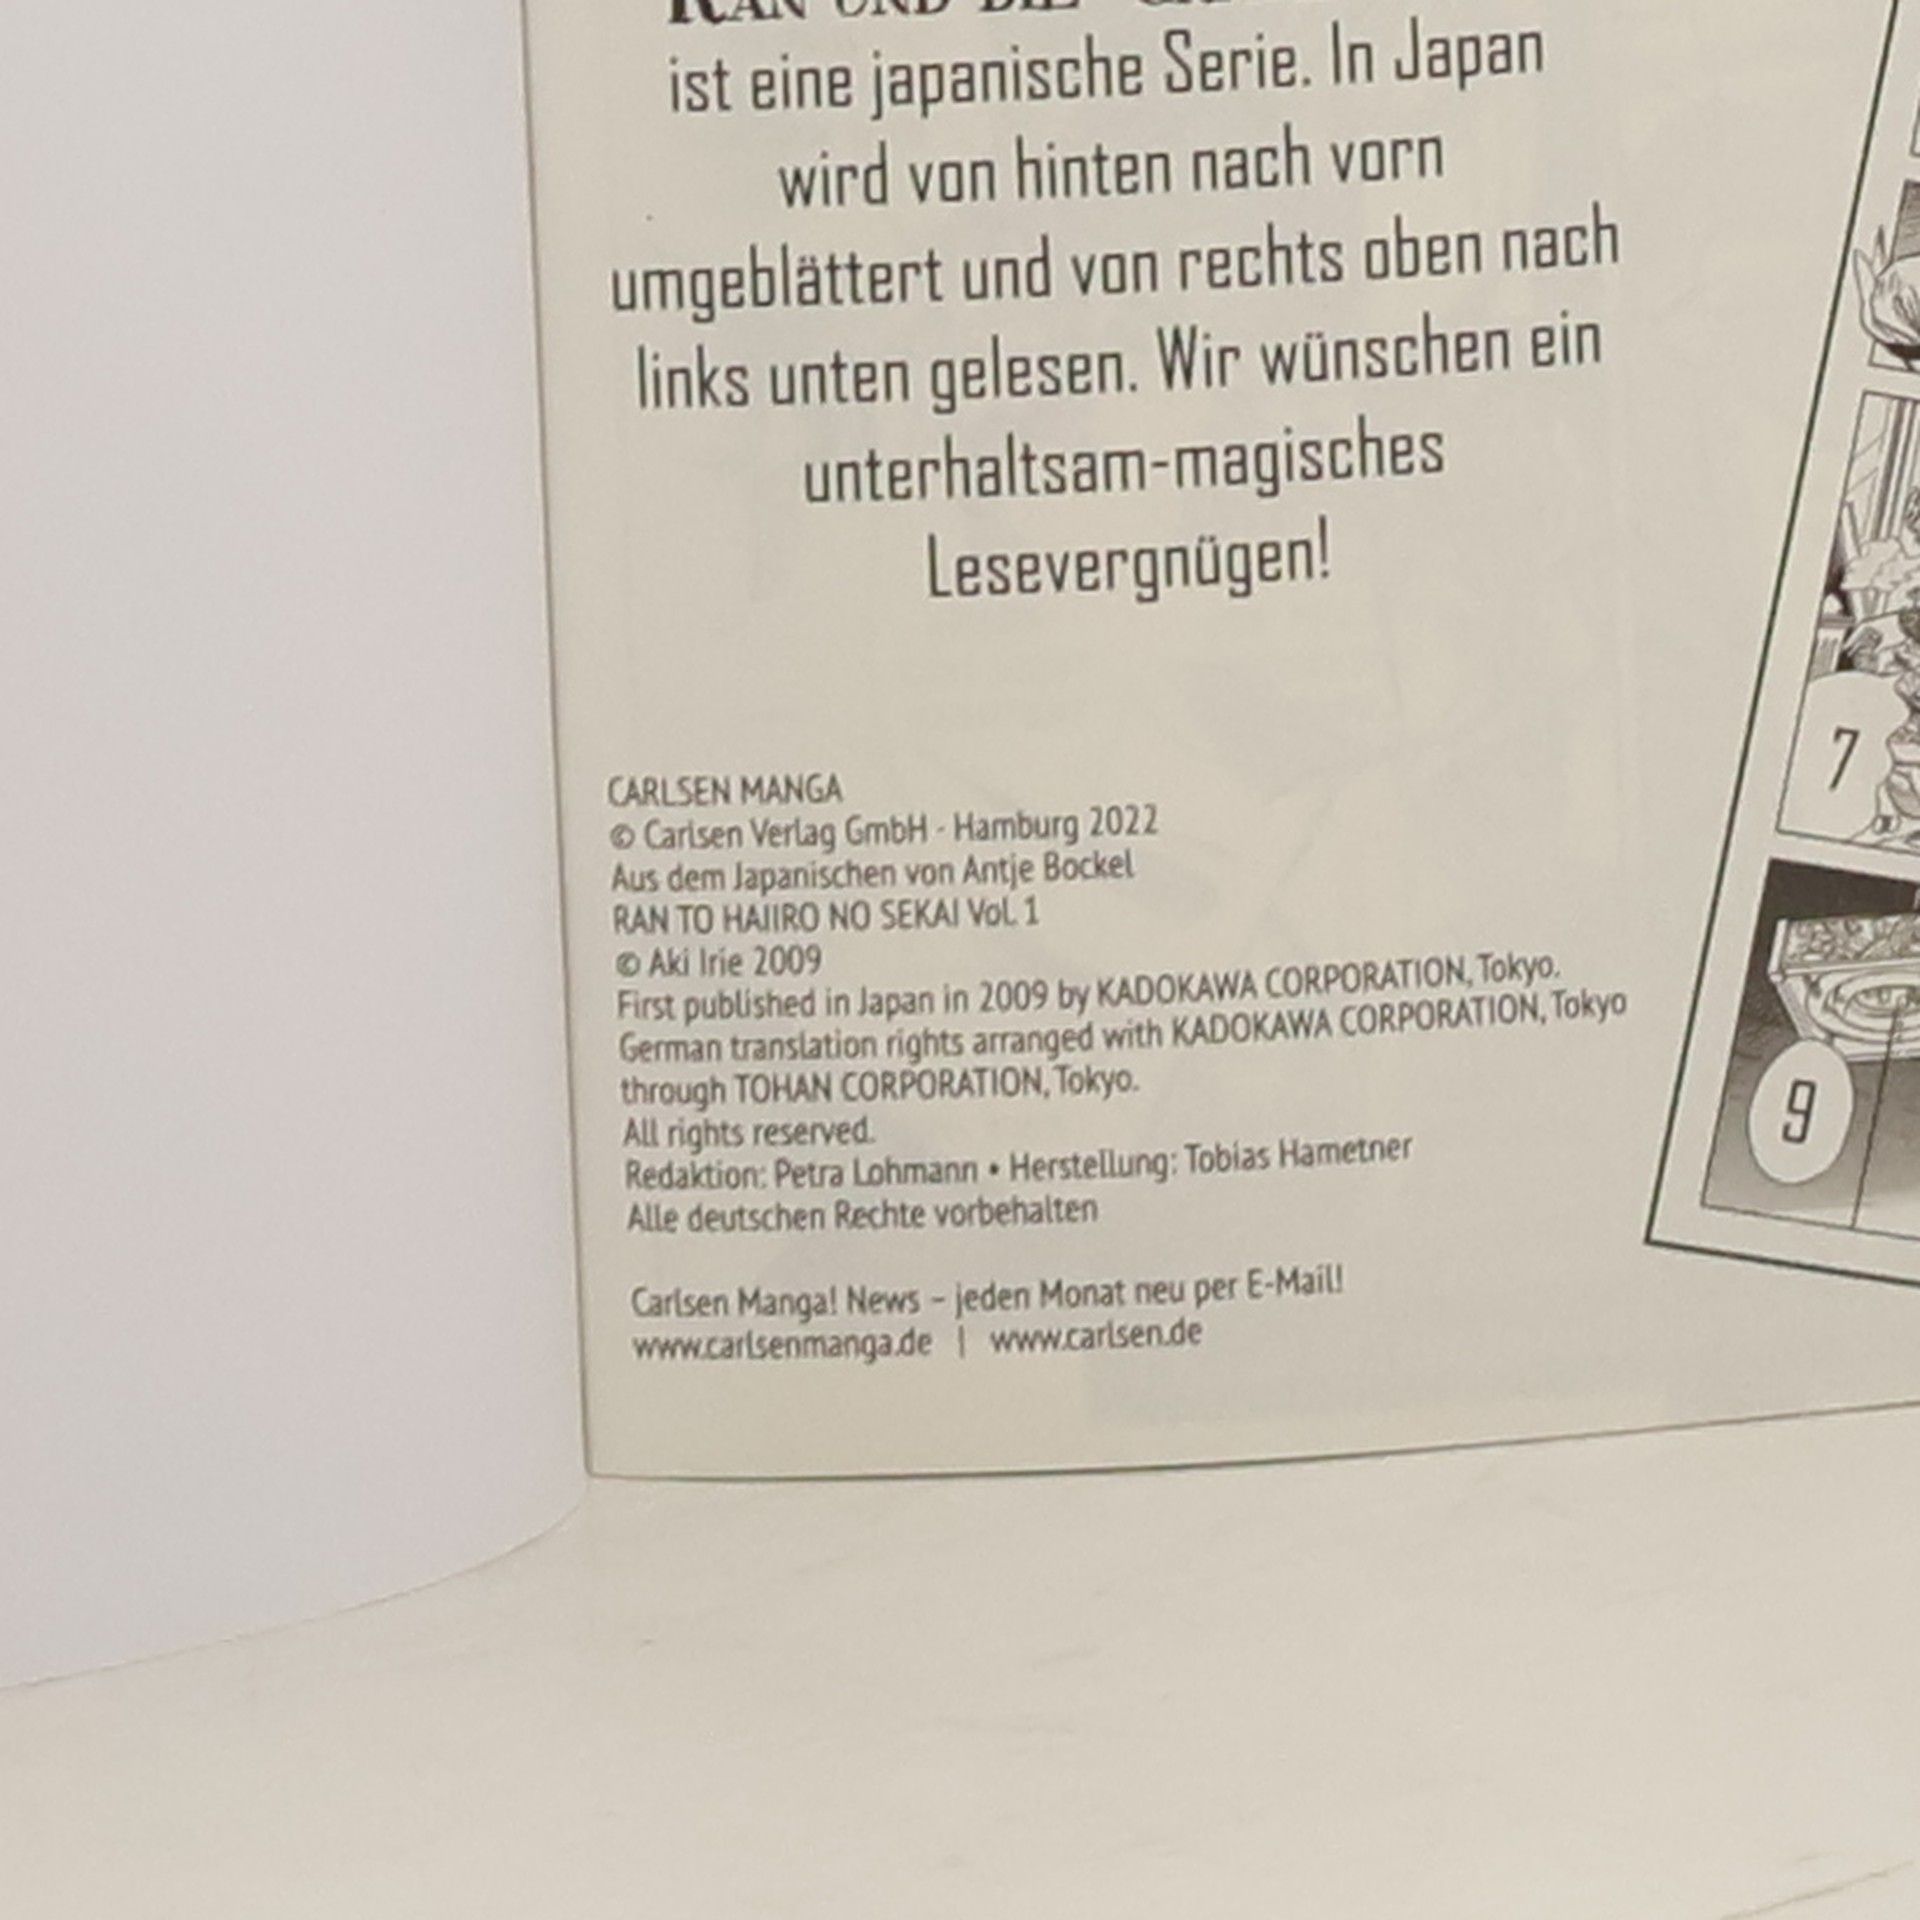 RAN UND DIE
ist eine japanische Serie. In Japan
wird von hinten nach vorn
umgeblättert und von rechts oben nach
links unten gelesen. Wir wünschen ein
unterhaltsam-magisches
Lesevergnügen!
CARLSEN MANGA
© Carlsen Verlag GmbH - Hamburg 2022
Aus dem Japanischen von Antje Bockel
RAN TO HAIIRO NO SEKAI Vol. 1
© Aki Irie 2009
First published in Japan in 2009 by KADOKAWA CORPORATION, Tokyo.
German translation rights arranged with KADOKAWA CORPORATION, Tokyo
through TOHAN CORPORATION, Tokyo.
All rights reserved.
Redaktion: Petra Lohmann • Herstellung: Tobias Hametner
Alle deutschen Rechte vorbehalten
Carlsen Manga! News – jeden Monat neu per E-Mail!
www.carlsenmanga.de | www.carlsen.de
7
9